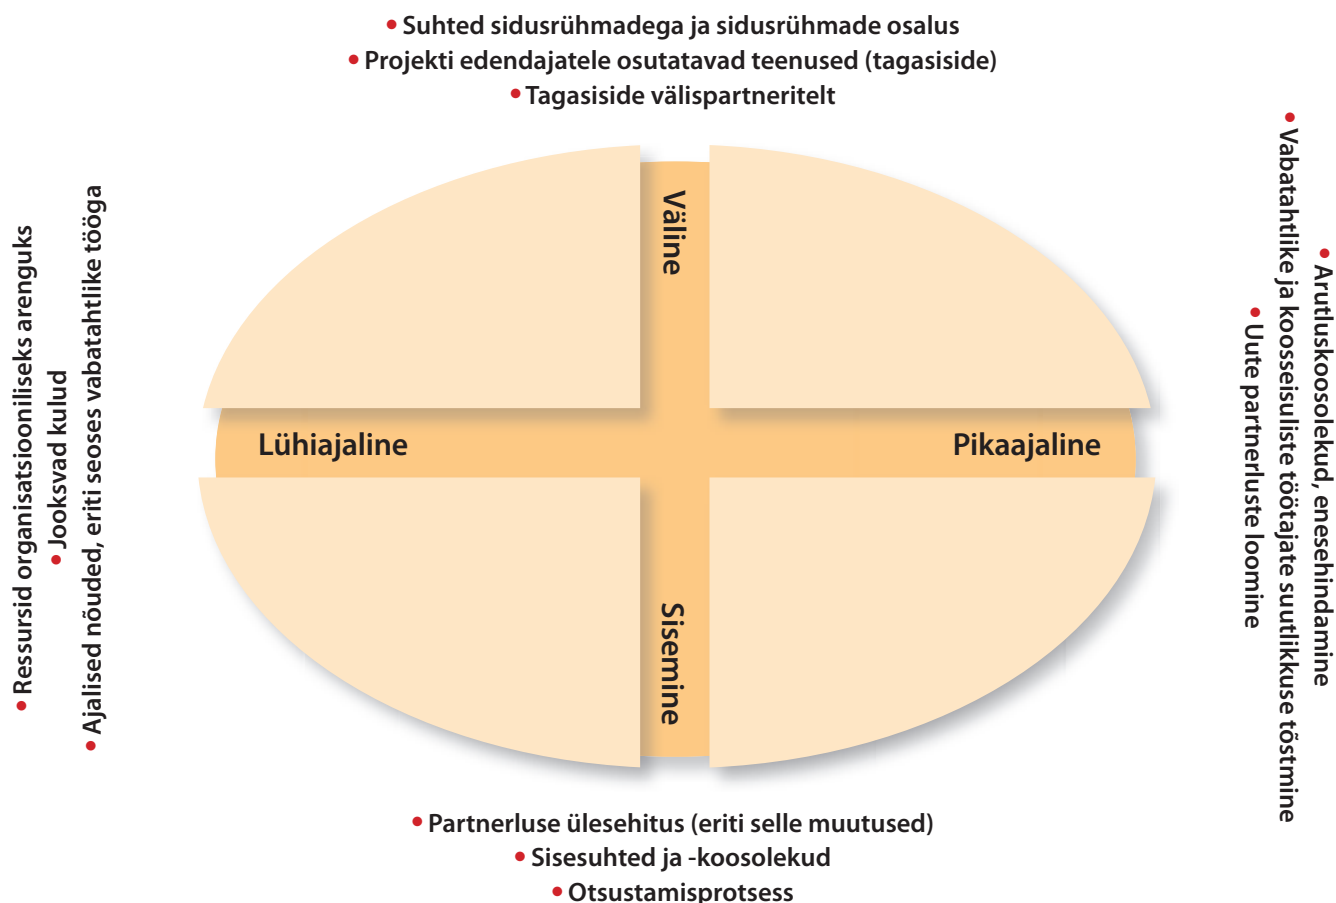 • Suhted sidusrühmadega ja sidusrühmade osalus
• Projekti edendajatele osutatavad teenused (tagasiside)
• Tagasiside välispartneritelt
• Ressursid organisatsiooniliseks arenguks
• Jooksvad kulud
• Ajalised nõuded, eriti seoses vabatahtlike tööga
Väline
Lühiajaline
Pikaajaline
Sisemine
• Arutluskoosolekud, enesehindamine
• Vabatahtlike ja koosseisuliste töötajate suutlikkuse tõstmine
• Uute partnerluste loomine
• Partnerluse ülesehitus (eriti selle muutused)
• Sisesuhted ja -koosolekud
• Otsustamisprotsess